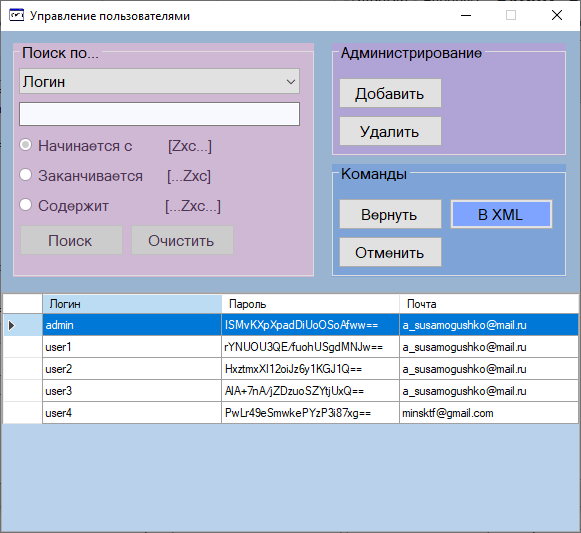 Управление пользователями
Поиск по...
Логин
Начинается с [Zxc...]
Заканчивается [...Zxc]
Содержит [...Zxc...]
Поиск Очистить
Администрирование
Добавить
Удалить
Команды
Вернуть В XML
Отменить
Логин Пароль Почта
admin ISMvKXpXpadDiUoOSoAfww== a_susamogushko@mail.ru
user1 rYNUOU3QE/fuohUSgdMNJw== a_susamogushko@mail.ru
user2 HxztmxXI12oiJz6y1KGJ1Q== a_susamogushko@mail.ru
user3 AIA+7nA/jZDzuoSZYtjUxQ== a_susamogushko@mail.ru
user4 PwLr49eSmwkePYzP3i87xg== minsktf@gmail.com